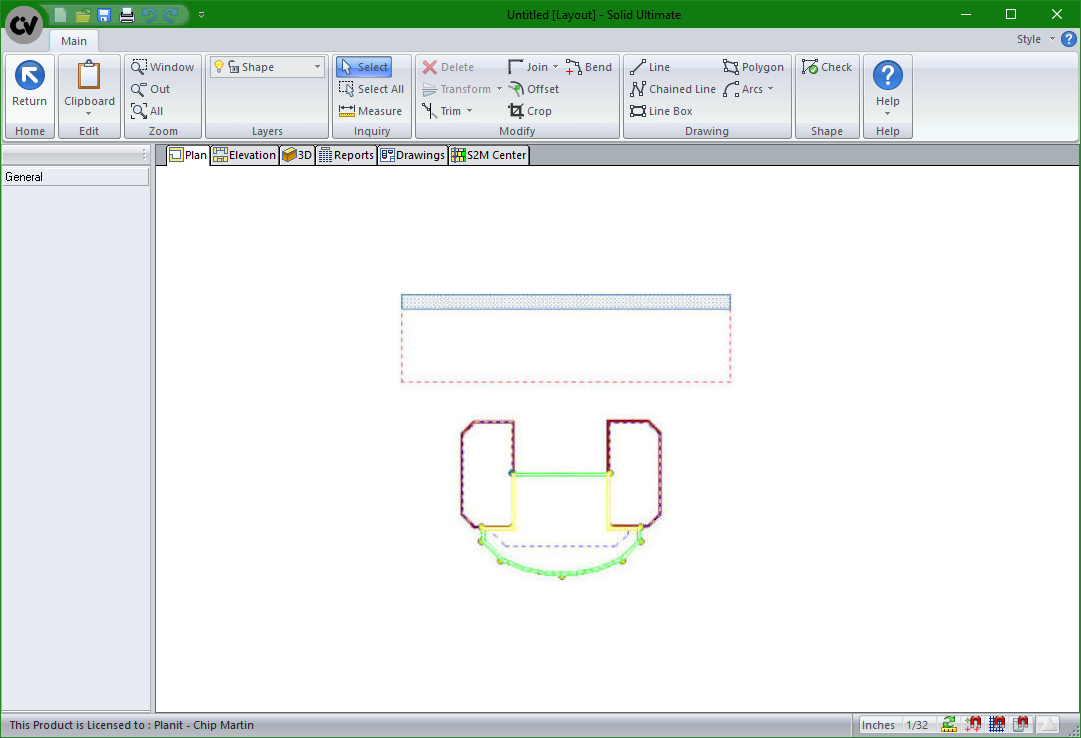 CV
Untitled [Layout] - Solid Ultimate
Main
Style
Return
Home
Clipboard
Edit
Window
Out
All
Zoom
Shape
Layers
Select
Select All
Measure
Inquiry
Delete
Join
Bend
Transform
Offset
Trim
Crop
Modify
Line
Polygon
Chained Line
Arcs
Line Box
Drawing
Check
Shape
Help
Help
Plan
Elevation
3D
Reports
Drawings
S2M Center
General
This Product is Licensed to : Planit - Chip Martin
Inches
1/32